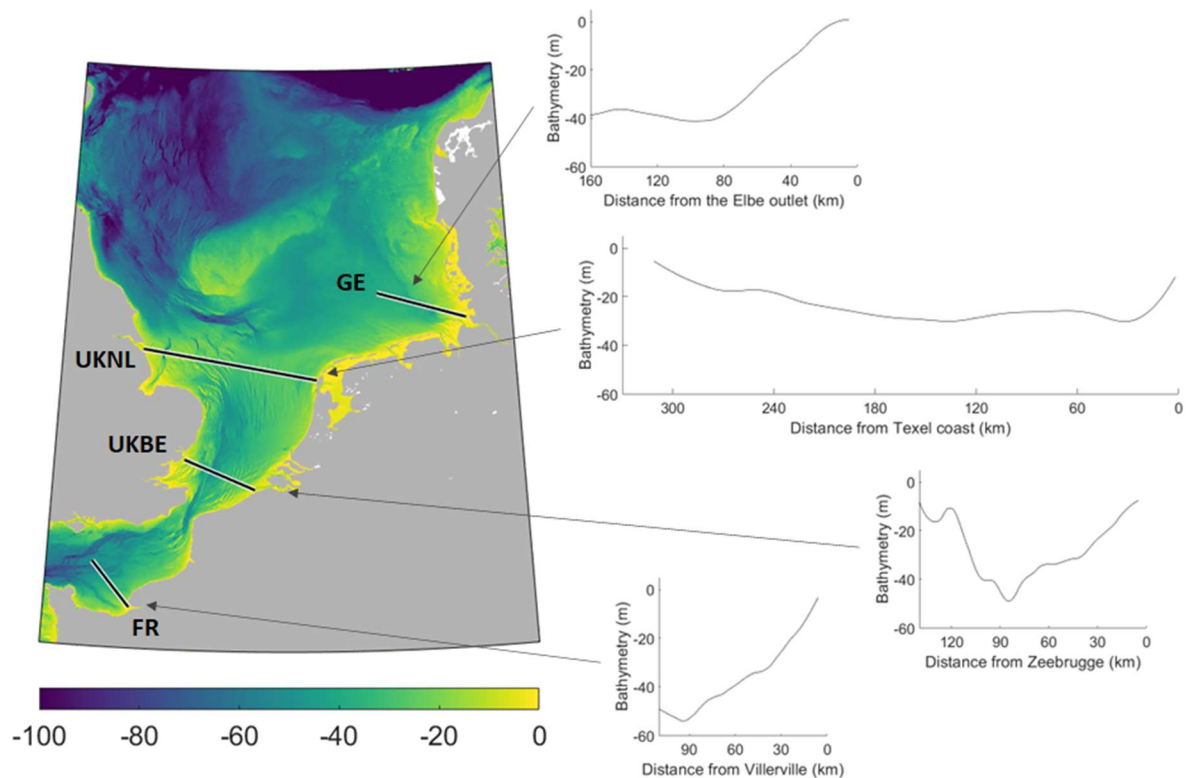 GE
UKNL
UKBE
FR
-100 -80 -60 -40 -20 0
Bathymetry (m)
0
-20
-40
-60
160 120 80 40 0
Distance from the Elbe outlet (km)
Bathymetry (m)
0
-20
-40
-60
300 240 180 120 60 0
Distance from Texel coast (km)
Bathymetry (m)
0
-20
-40
-60
120 90 60 30 0
Distance from Zeebrugge (km)
Bathymetry (m)
0
-20
-40
-60
90 60 30 0
Distance from Villerville (km)